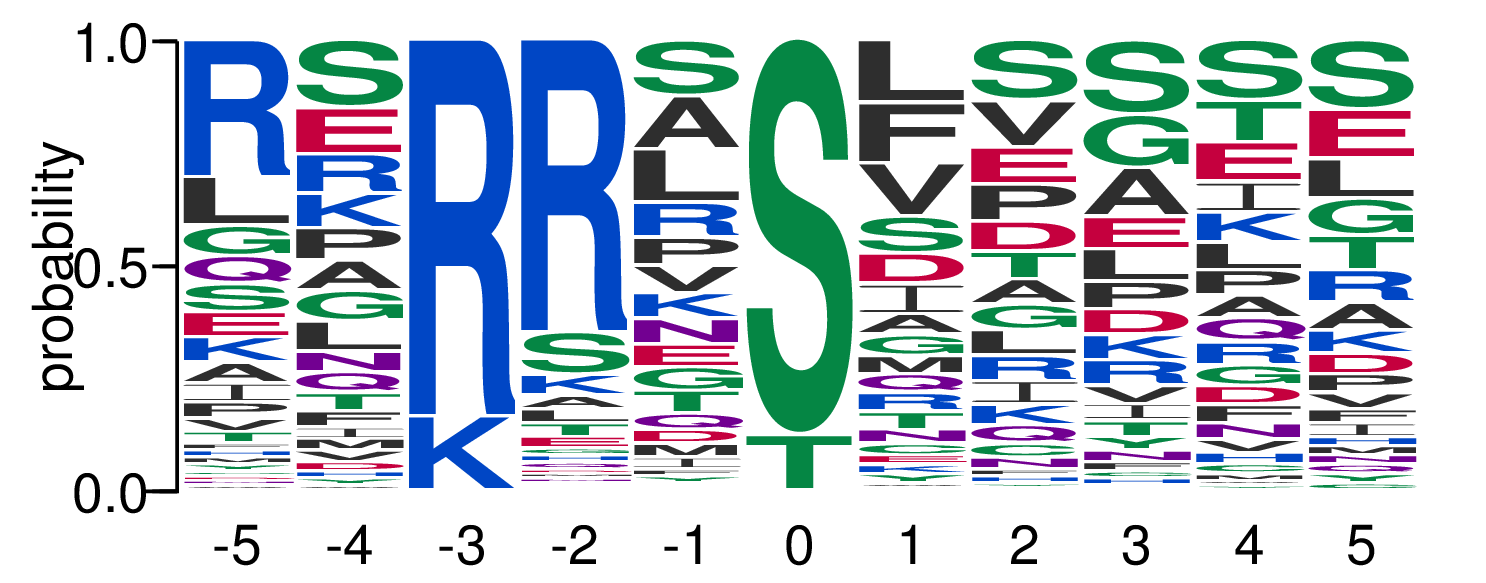 probability
1.0
0.5
0.0
R L G Q S E K A I P V T
S E R K P A G L N Q T F I M D H Y
R K
R S K A L T
S A L R P V K N E G T Q D M I F Y
S T
L F V S D I A G M Q R T N E K Y
S V E P D T A G L R I K Q G N F H
S G A E L P D K R V I T N F
S T E I K L P A Q R G D F N V H
S E L G T R A K D P V F I H M N Q Y
-5 -4 -3 -2 -1 0 1 2 3 4 5